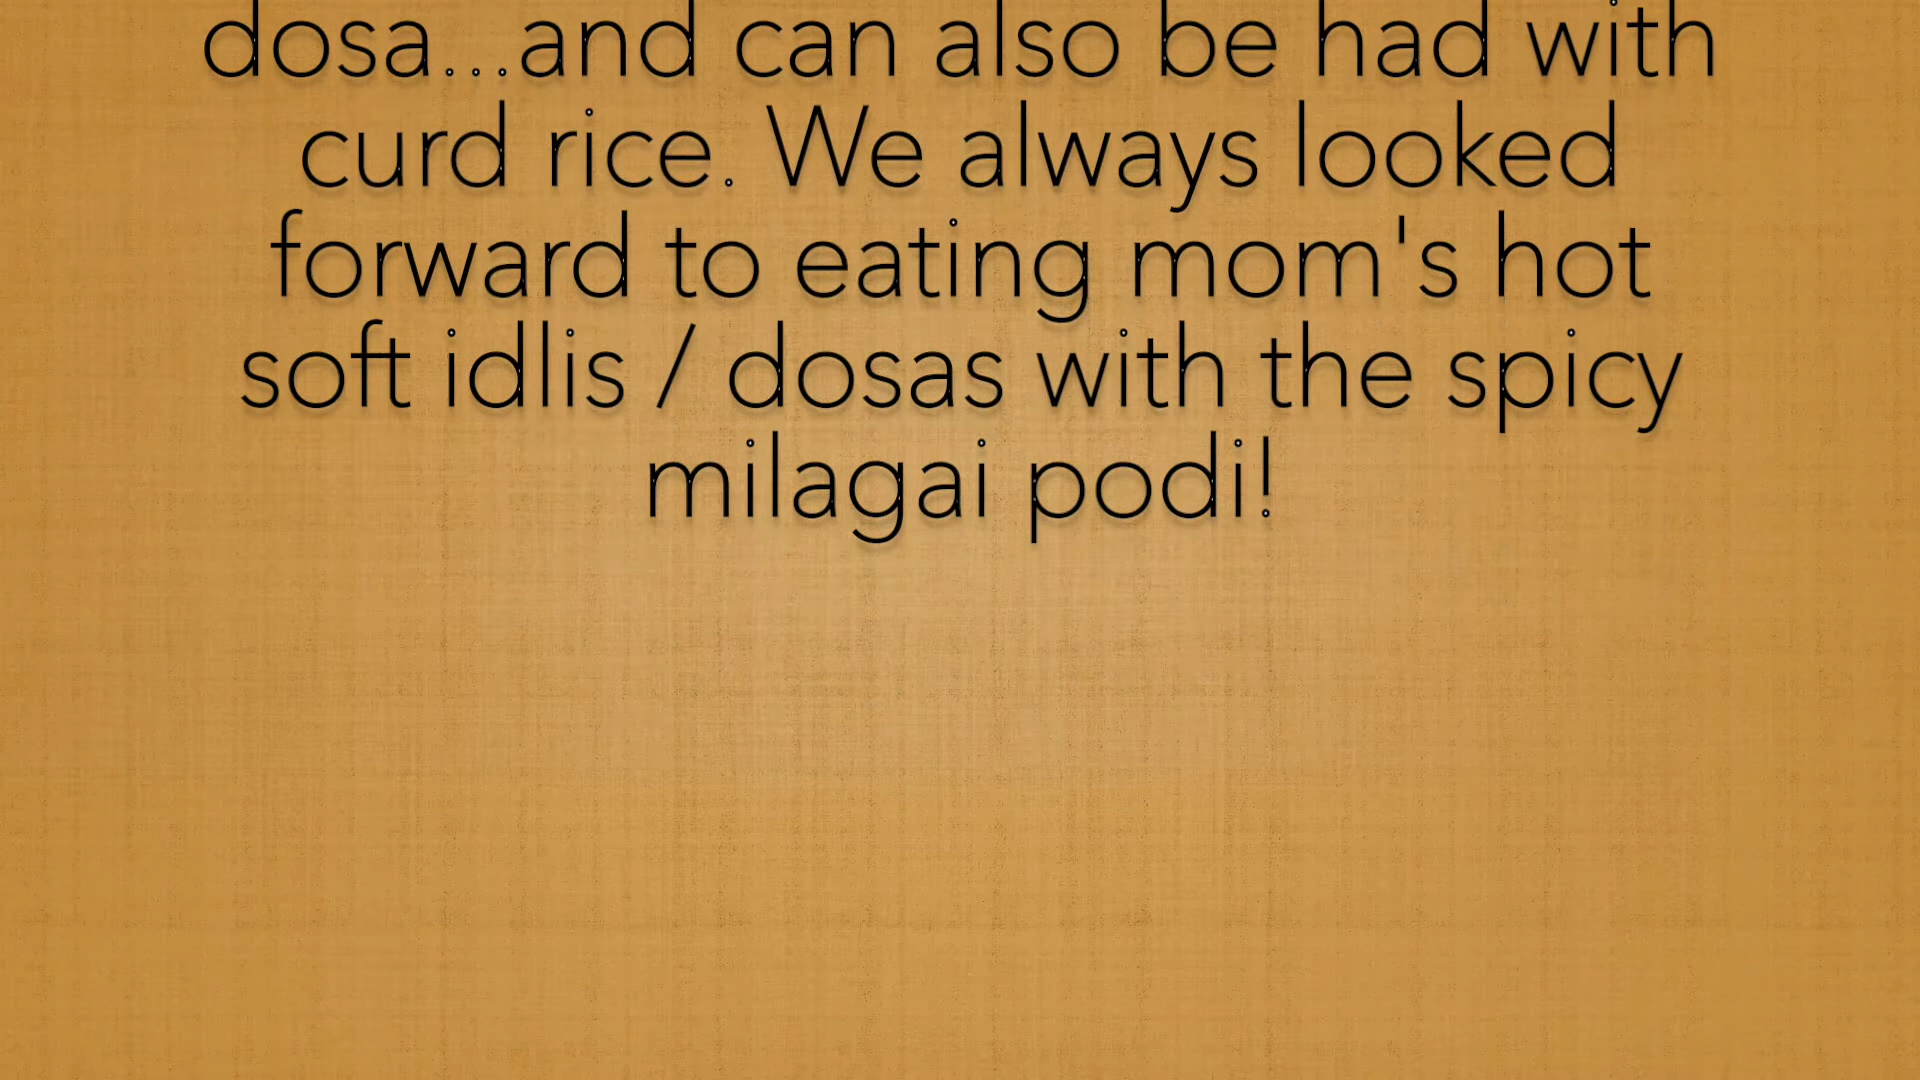 dosa...and can also be had with
curd rice. We always looked
forward to eating mom's hot
soft idlis / dosas with the spicy
milagai podi!